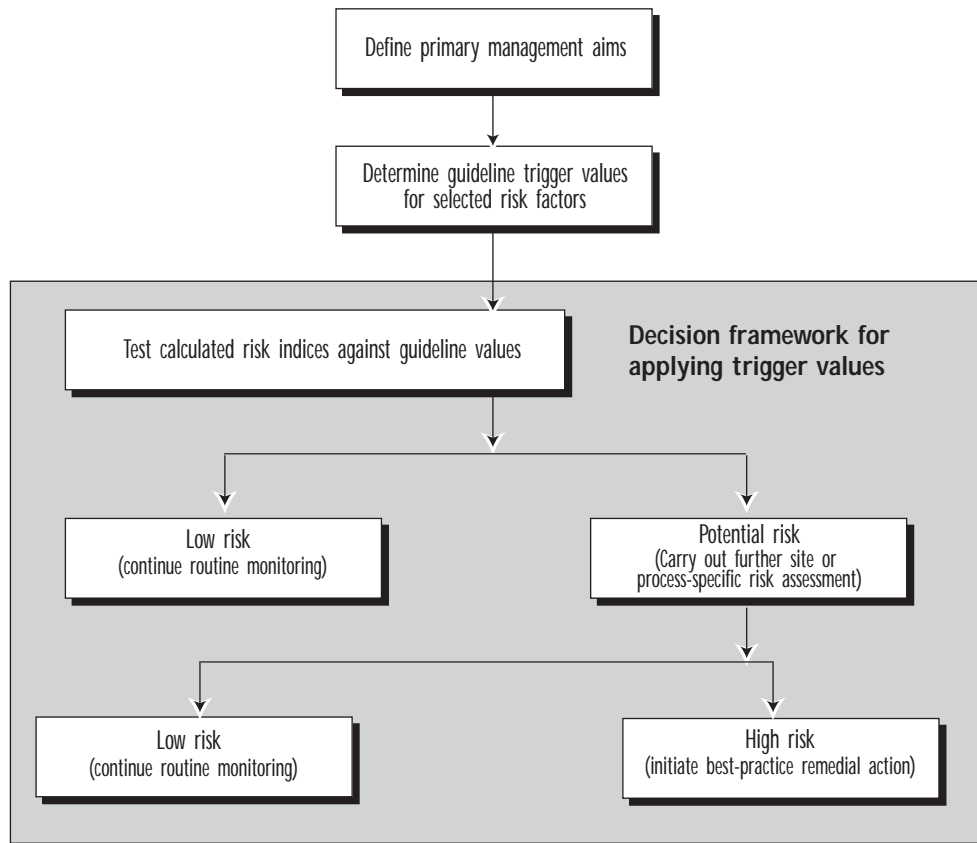 Define primary management aims
Determine guideline trigger values
for selected risk factors
Test calculated risk indices against guideline values
Decision framework for
applying trigger values
Low risk
(continue routine monitoring)
Potential risk
(Carry out further site or
process-specific risk assessment)
Low risk
(continue routine monitoring)
High risk
(initiate best-practice remedial action)